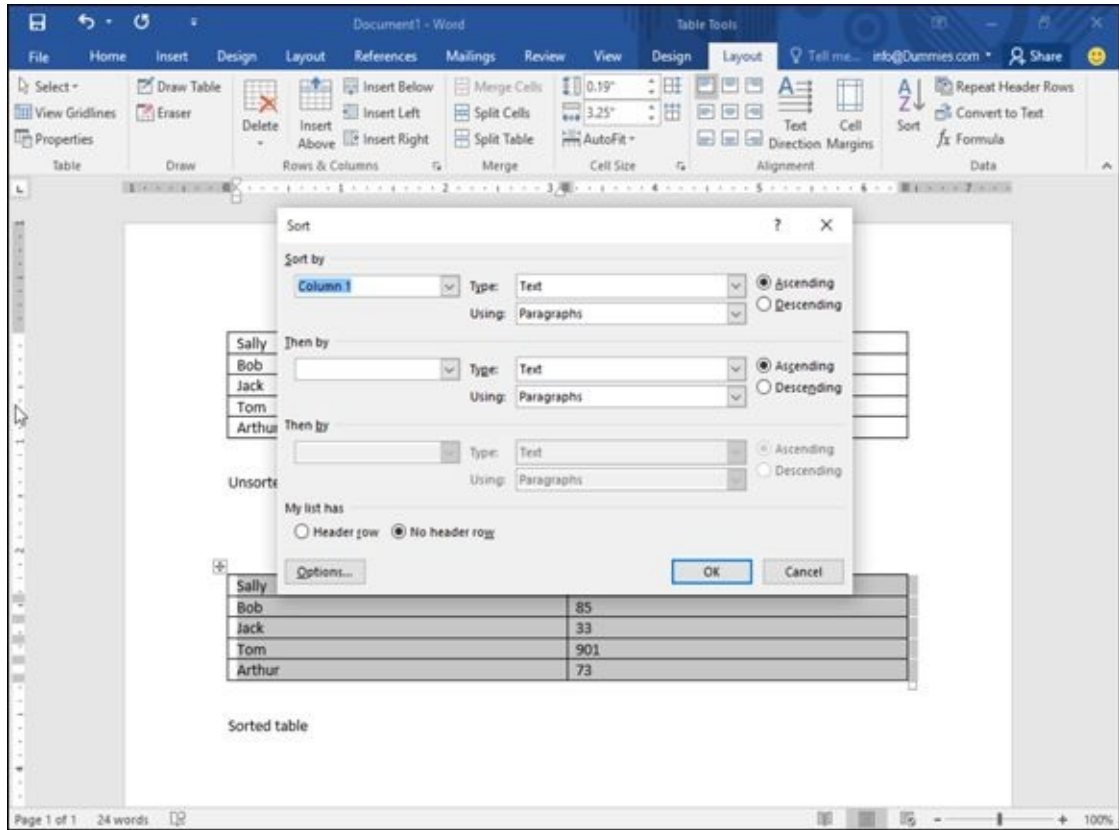 Document1 - Word Table Tools
File Home Insert Design Layout References Mailings Review View Design Layout Tell me... info@Dummies.com Share
Select Draw Table Delete Insert Above Insert Below Merge Cells 0.19" Text Direction Cell Margins Sort Repeat Header Rows
View Gridlines Eraser Insert Left Split Cells 3.25" Convert to Text
Properties Insert Right Split Table AutoFit fx Formula
Table Draw Rows & Columns Merge Cell Size Alignment Data
Sort ? X
Sort by
Column 1 Type: Text Ascending
Using: Paragraphs Descending
Then by
Type: Text Ascending
Using: Paragraphs Descending
Then by
Type: Text Ascending
Using: Paragraphs Descending
My list has
Header row No header row
Options... OK Cancel
Sally
Bob
Jack
Tom
Arthur
Unsorte
Sally
Bob 85
Jack 33
Tom 901
Arthur 73
Sorted table
Page 1 of 1 24 words 100%